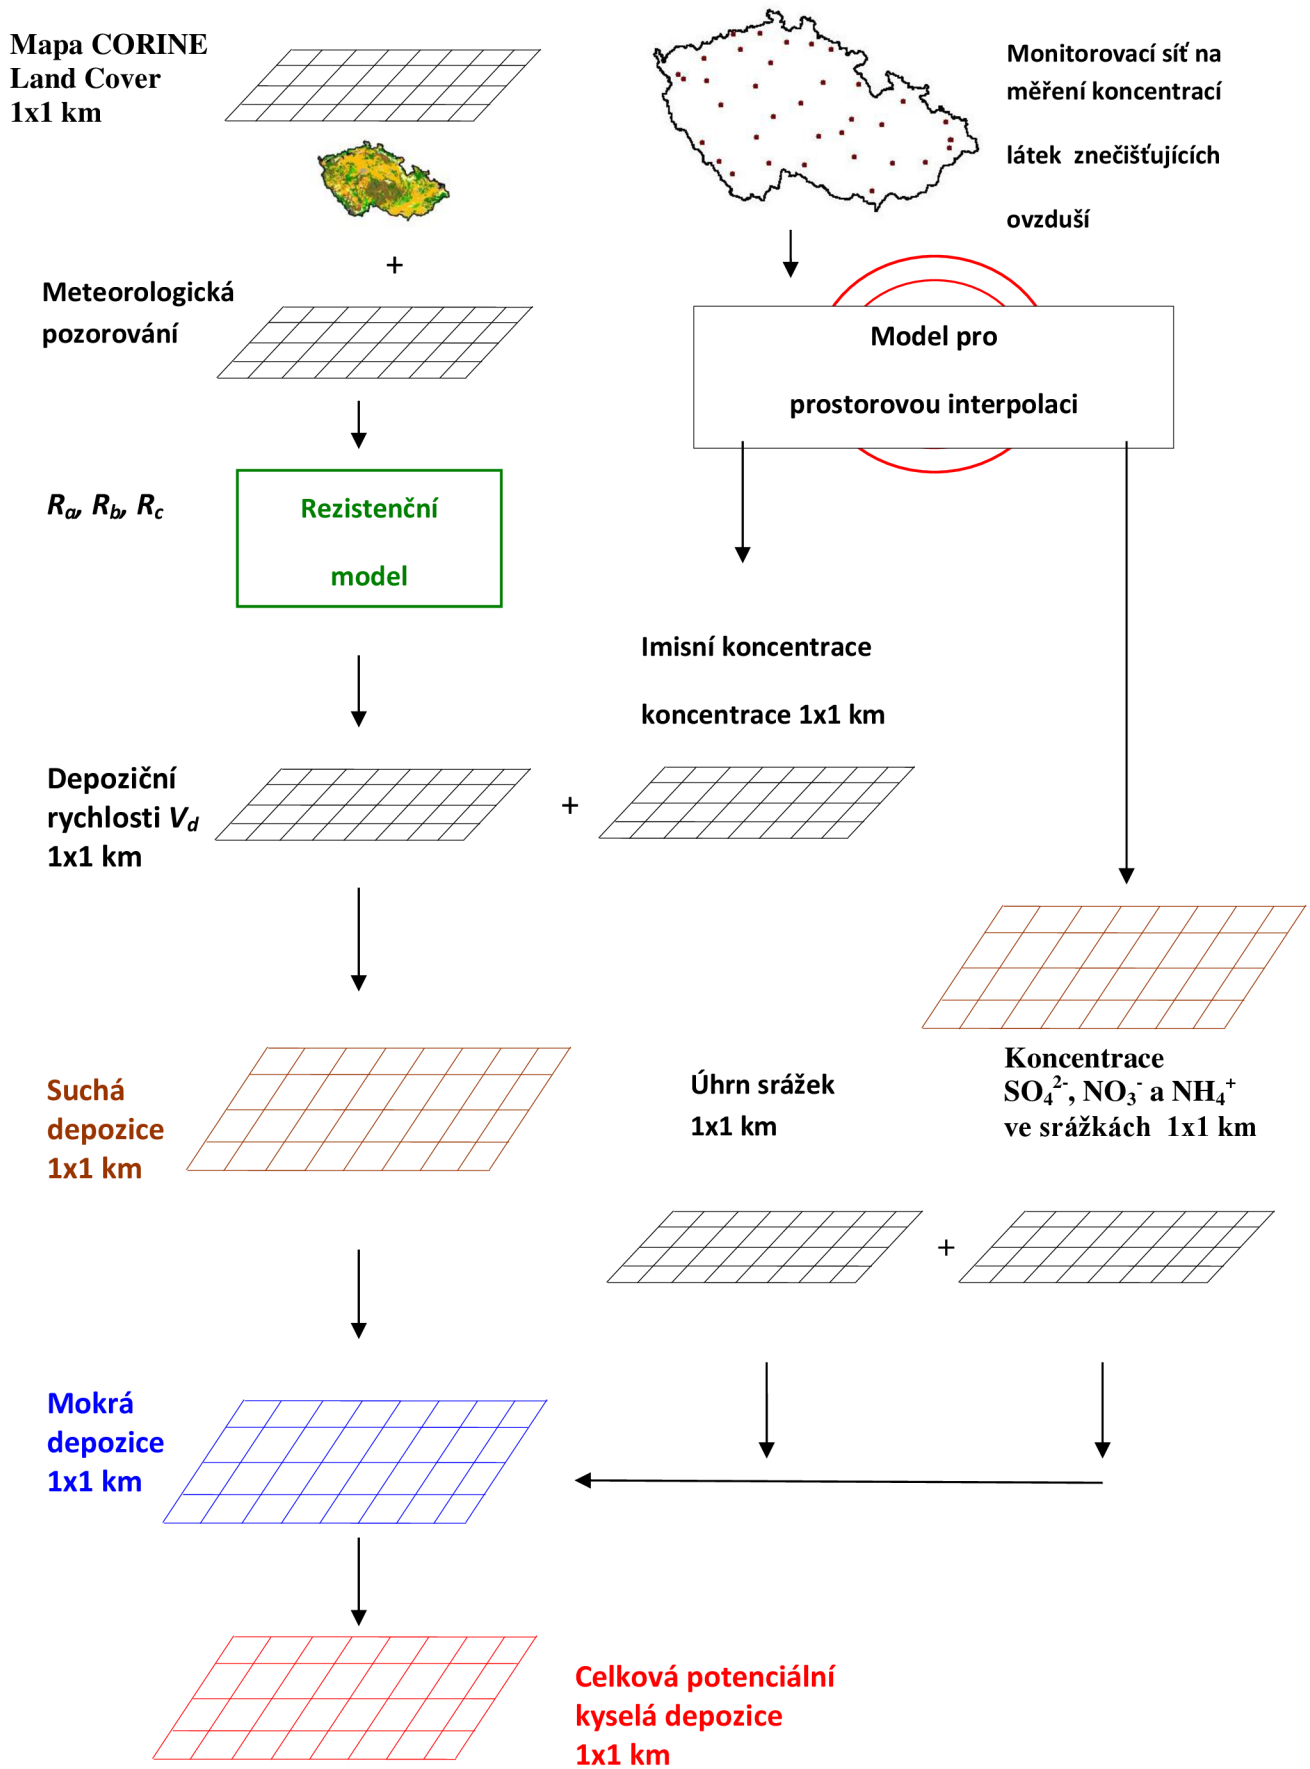 Mapa CORINE
Land Cover
1x1 km
Monitorovací síť na
měření koncentrací
látek znečišťujících
ovzduší
+
Meteorologická
pozorování
Model pro
prostorovou interpolaci
Rₐ, R_b, R_c
Rezistenční
model
Imisní koncentrace
koncentrace 1x1 km
Depoziční
rychlosti V_d
1x1 km
+
Suchá
depozice
1x1 km
Úhrn srážek
1x1 km
Koncentrace
SO₄²⁻, NO₃⁻ a NH₄⁺
ve srážkách 1x1 km
+
Mokrá
depozice
1x1 km
Celková potenciální
kyselá depozice
1x1 km